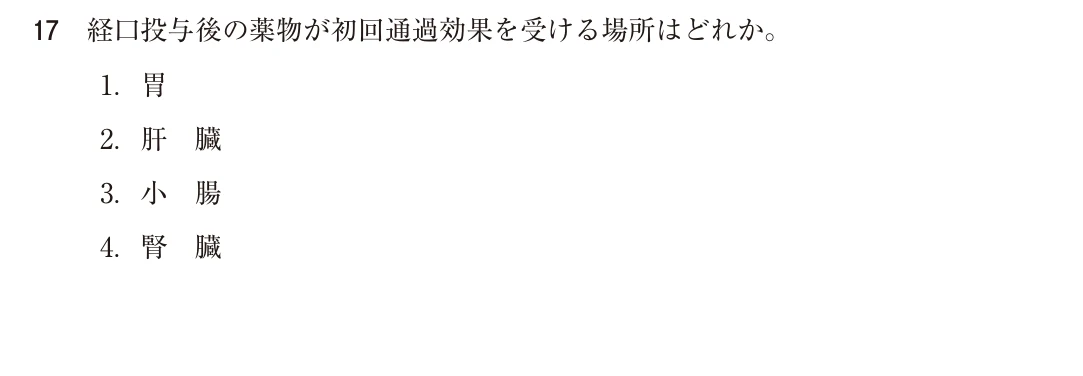 17 経口投与後の薬物が初回通過効果を受ける場所はどれか。
1. 胃
2. 肝　臓
3. 小　腸
4. 腎　臓